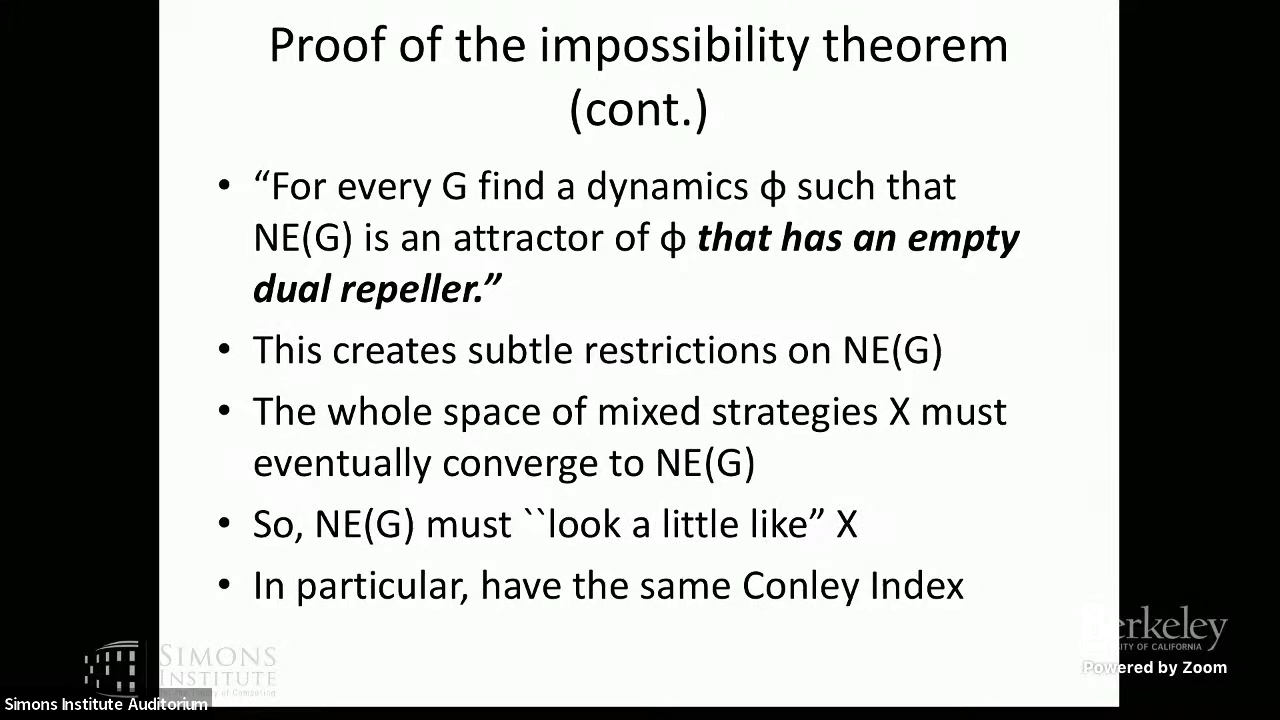 Proof of the impossibility theorem
(cont.)
• “For every G find a dynamics ϕ such that
NE(G) is an attractor of ϕ that has an empty
dual repeller.”
• This creates subtle restrictions on NE(G)
• The whole space of mixed strategies X must
eventually converge to NE(G)
• So, NE(G) must ``look a little like” X
• In particular, have the same Conley Index
SIMONS
INSTITUTE
Berkeley
UNIVERSITY OF CALIFORNIA
Powered by Zoom
Simons Institute Auditorium